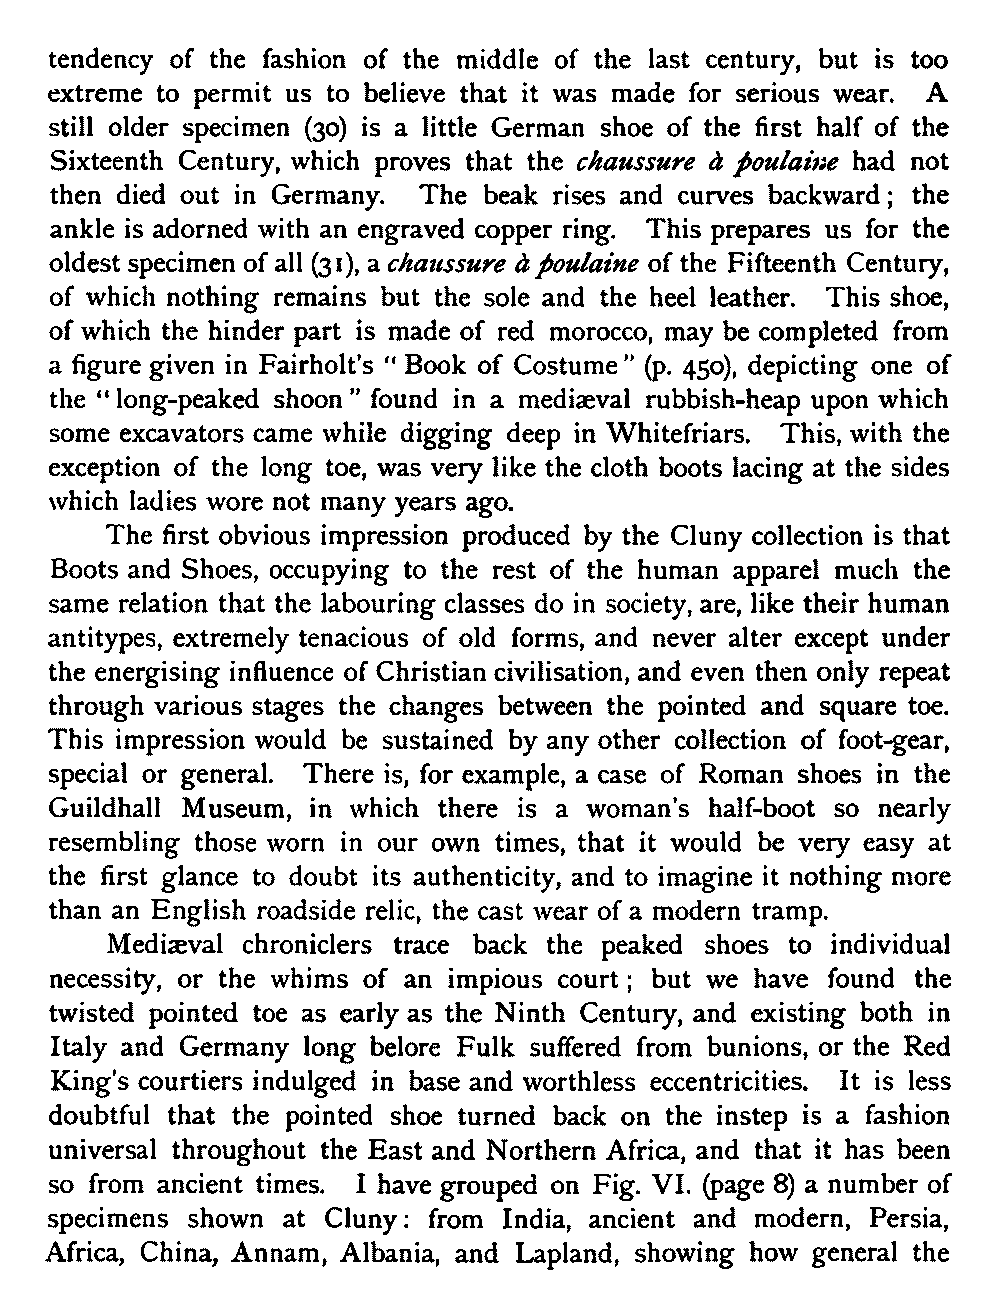 tendency of the fashion of the middle of the last century, but is too
extreme to permit us to believe that it was made for serious wear. A
still older specimen (30) is a little German shoe of the first half of the
Sixteenth Century, which proves that the chaussure à poulaine had not
then died out in Germany. The beak rises and curves backward; the
ankle is adorned with an engraved copper ring. This prepares us for the
oldest specimen of all (31), a chaussure à poulaine of the Fifteenth Century,
of which nothing remains but the sole and the heel leather. This shoe,
of which the hinder part is made of red morocco, may be completed from
a figure given in Fairholt's "Book of Costume" (p. 450), depicting one of
the "long-peaked shoon" found in a mediæval rubbish-heap upon which
some excavators came while digging deep in Whitefriars. This, with the
exception of the long toe, was very like the cloth boots lacing at the sides
which ladies wore not many years ago.
The first obvious impression produced by the Cluny collection is that
Boots and Shoes, occupying to the rest of the human apparel much the
same relation that the labouring classes do in society, are, like their human
antitypes, extremely tenacious of old forms, and never alter except under
the energising influence of Christian civilisation, and even then only repeat
through various stages the changes between the pointed and square toe.
This impression would be sustained by any other collection of foot-gear,
special or general. There is, for example, a case of Roman shoes in the
Guildhall Museum, in which there is a woman's half-boot so nearly
resembling those worn in our own times, that it would be very easy at
the first glance to doubt its authenticity, and to imagine it nothing more
than an English roadside relic, the cast wear of a modern tramp.
Mediæval chroniclers trace back the peaked shoes to individual
necessity, or the whims of an impious court; but we have found the
twisted pointed toe as early as the Ninth Century, and existing both in
Italy and Germany long belore Fulk suffered from bunions, or the Red
King's courtiers indulged in base and worthless eccentricities. It is less
doubtful that the pointed shoe turned back on the instep is a fashion
universal throughout the East and Northern Africa, and that it has been
so from ancient times. I have grouped on Fig. VI. (page 8) a number of
specimens shown at Cluny: from India, ancient and modern, Persia,
Africa, China, Annam, Albania, and Lapland, showing how general the